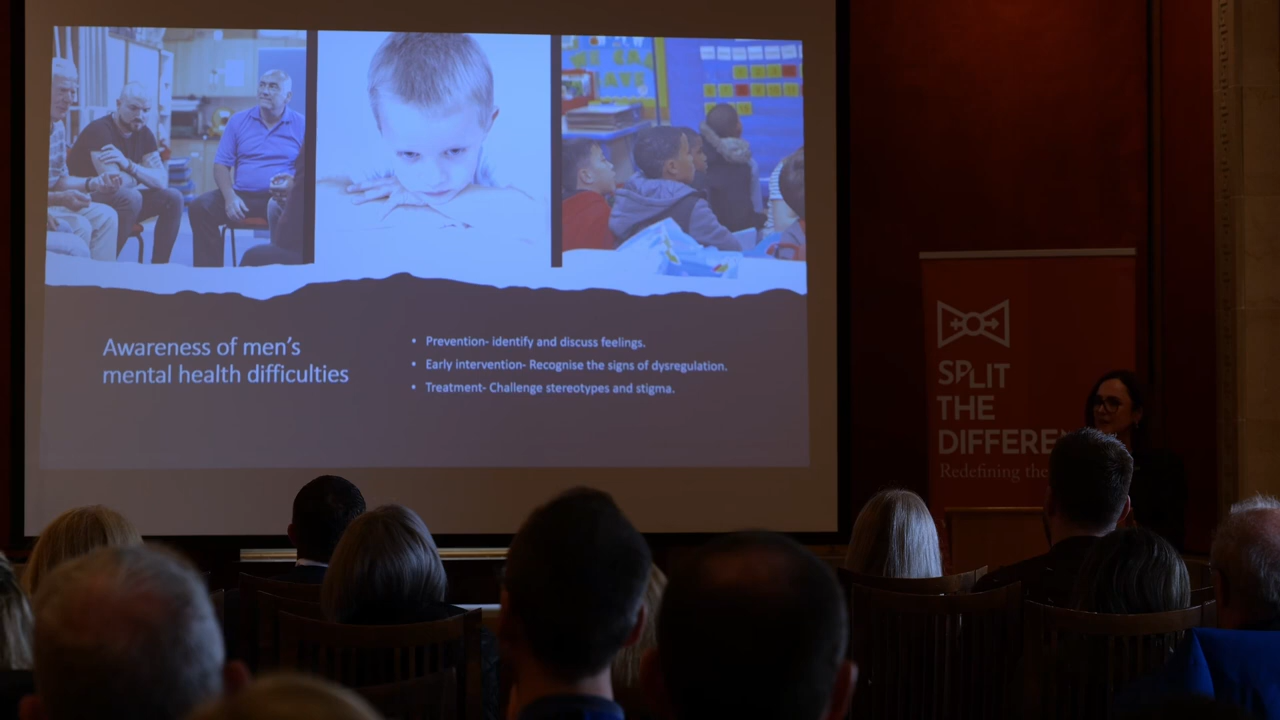 Awareness of men's
mental health difficulties
• Prevention- identify and discuss feelings.
• Early intervention- Recognise the signs of dysregulation.
• Treatment- Challenge stereotypes and stigma.
SPLIT
THE
DIFFERE
Redefining the